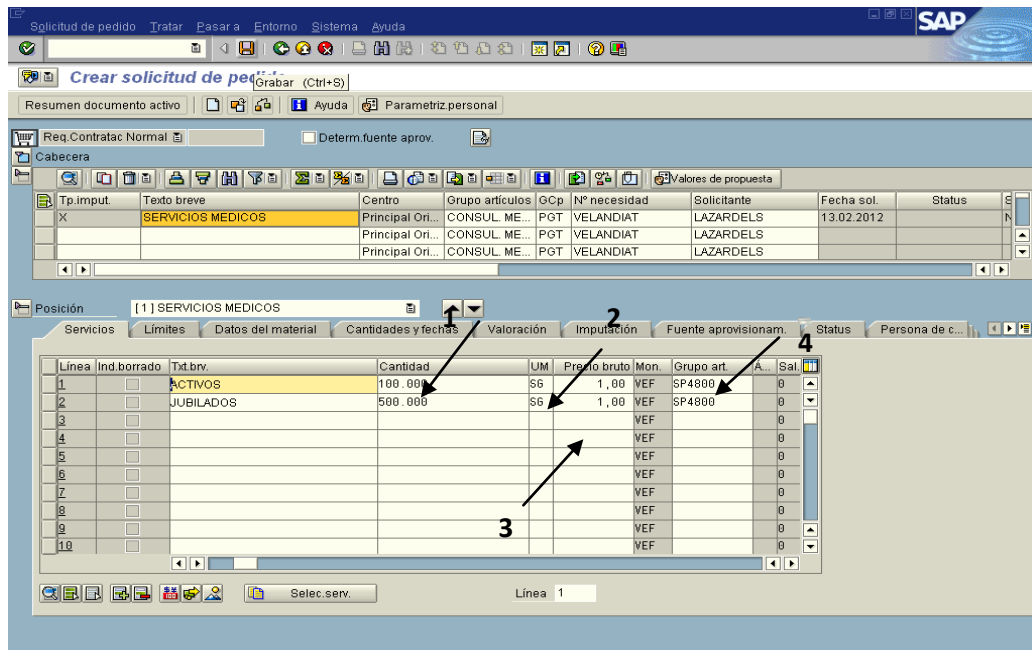 Solicitud de pedido Tratar Pasar a Entorno Sistema Ayuda
SAP
Crear solicitud de pedido
Grabar (Ctrl+S)
Resumen documento activo Ayuda Parametriz.personal
Req.Contratac Normal Determ.fuente aprov.
Cabecera
Valores de propuesta
Tp.imput. Texto breve Centro Grupo artículos GCp Nº necesidad Solicitante Fecha sol. Status S
X SERVICIOS MEDICOS Principal Ori... CONSUL. ME... PGT VELANDIAT LAZARDELS 13.02.2012 N
Principal Ori... CONSUL. ME... PGT VELANDIAT LAZARDELS
Principal Ori... CONSUL. ME... PGT VELANDIAT LAZARDELS
Posición [ 1 ] SERVICIOS MEDICOS
1 2 4
Servicios Límites Datos del material Cantidades y fechas Valoración Imputación Fuente aprovisionam. Status Persona de c...
Línea Ind.borrado Txt.brv. Cantidad UM Precio bruto Mon. Grupo art. A... Sal.
1 ACTIVOS 100.000 SG 1,00 VEF SP4800 0
2 JUBILADOS 500.000 SG 1,00 VEF SP4800 0
3 VEF 0
4 VEF 0
5 VEF 0
6 VEF 0
7 VEF 0
8 VEF 0
9 VEF 0
10 VEF 0
3
Selec.serv. Línea 1